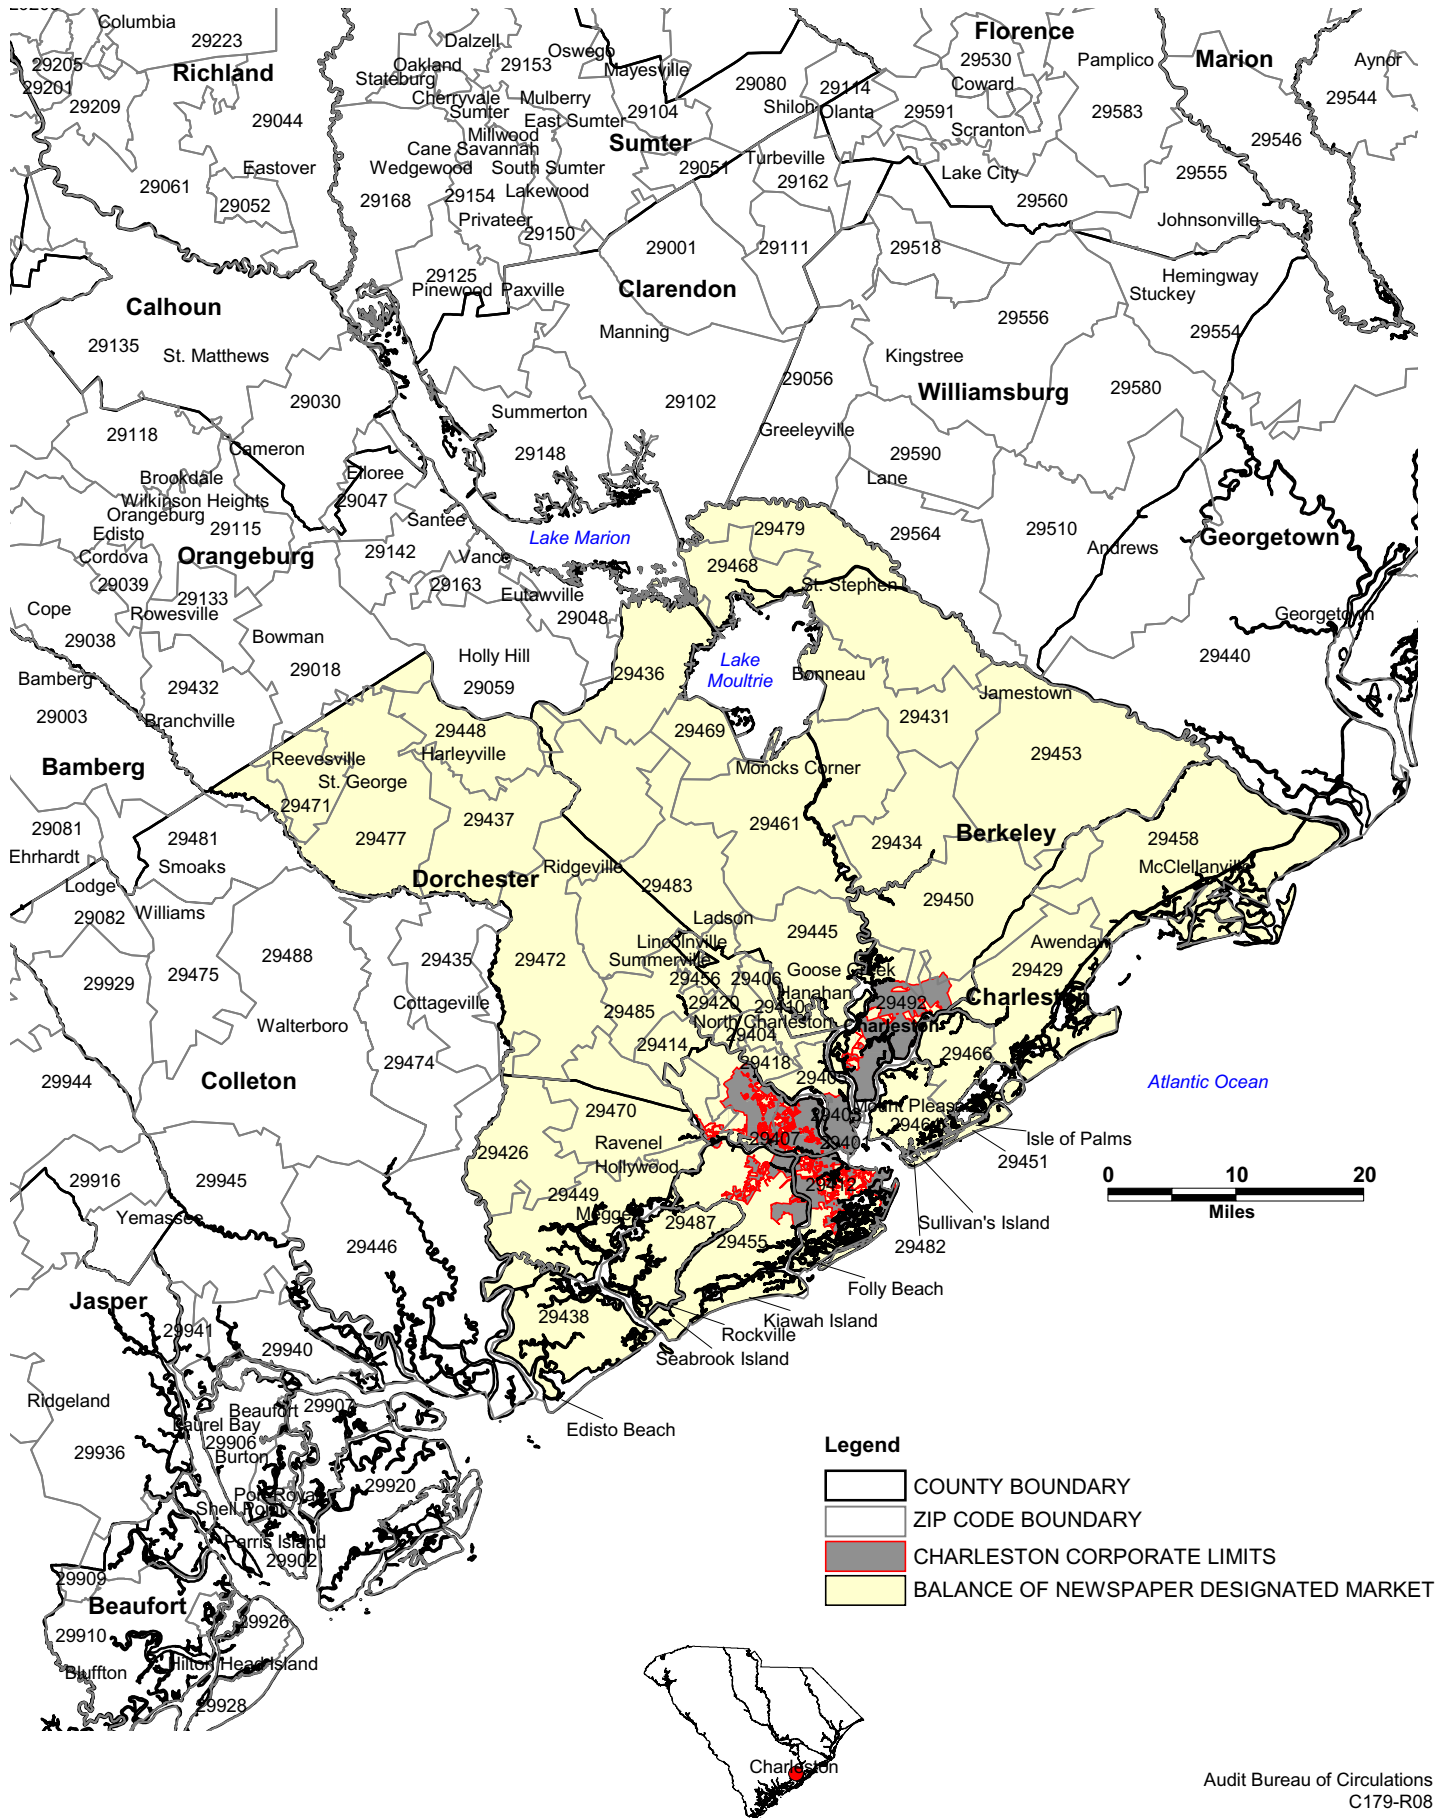 Columbia
29223
Dalzell
Oswego
Florence
29205
Richland
Oakland
29153
Mayesville
29530
Pamplico
Marion
Aynor
29201
Stateburg
29080
29114
Coward
29544
29209
Cherryvale
Mulberry
Shiloh
Olanta
29591
29583
29044
Sumter
East Sumter
29104
Scranton
Millwood
Sumter
29546
Cane Savannah
Turbeville
Eastover
Wedgewood
South Sumter
29051
Lake City
29555
29061
29154
Lakewood
29162
29052
29168
29560
Privateer
Johnsonville
29150
29001
29111
29518
29125
Hemingway
Pinewood
Paxville
Clarendon
Stuckey
Calhoun
29556
Manning
29554
29135
St. Matthews
Kingstree
29056
29580
29030
29102
Williamsburg
Summerton
29118
Greeleyville
Cameron
29148
29590
Brookdale
Elloree
Lane
Wilkinson Heights
29047
Orangeburg
29115
Santee
29479
29564
29510
Georgetown
Edisto
Lake Marion
Cordova
Orangeburg
29142
Vance
29468
Andrews
29039
29163
St. Stephen
29133
Eutawville
Cope
Rowesville
29048
Georgetown
29038
Bowman
Holly Hill
Lake
Moultrie
29440
Bamberg
29018
29436
Bonneau
29432
29059
Jamestown
29003
Branchville
29431
29448
29469
Reevesville
Harleyville
29453
Bamberg
St. George
Moncks Corner
29471
29437
29461
29081
29481
29477
29434
Berkeley
29458
Ehrhardt
Smoaks
Ridgeville
McClellanville
Lodge
Dorchester
29483
29082
Williams
29450
Ladson
29445
Lincolnville
Awendaw
29488
29435
29472
Summerville
29475
29456
29406
Goose Creek
29429
29929
Hanahan
Cottageville
29420
29410
29492
Charleston
29485
North Charleston
Charleston
Walterboro
29404
29414
29466
29474
29418
29944
Colleton
Atlantic Ocean
29470
29407
29401
Ravenel
Isle of Palms
29426
Hollywood
29451
29916
29945
29449
Yemassee
29487
Sullivan's Island
29446
29455
29482
Folly Beach
Jasper
29438
Kiawah Island
29941
Rockville
29940
Seabrook Island
Ridgeland
29907
Beaufort
Laurel Bay
Edisto Beach
29906
29936
Burton
29920
Port Royal
Shell Point
Parris Island
29902
29909
Beaufort
29926
29910
Bluffton
Hilton Head Island
29928
0 10 20
Miles
Legend
COUNTY BOUNDARY
ZIP CODE BOUNDARY
CHARLESTON CORPORATE LIMITS
BALANCE OF NEWSPAPER DESIGNATED MARKET
Charleston
Audit Bureau of Circulations
C179-R08